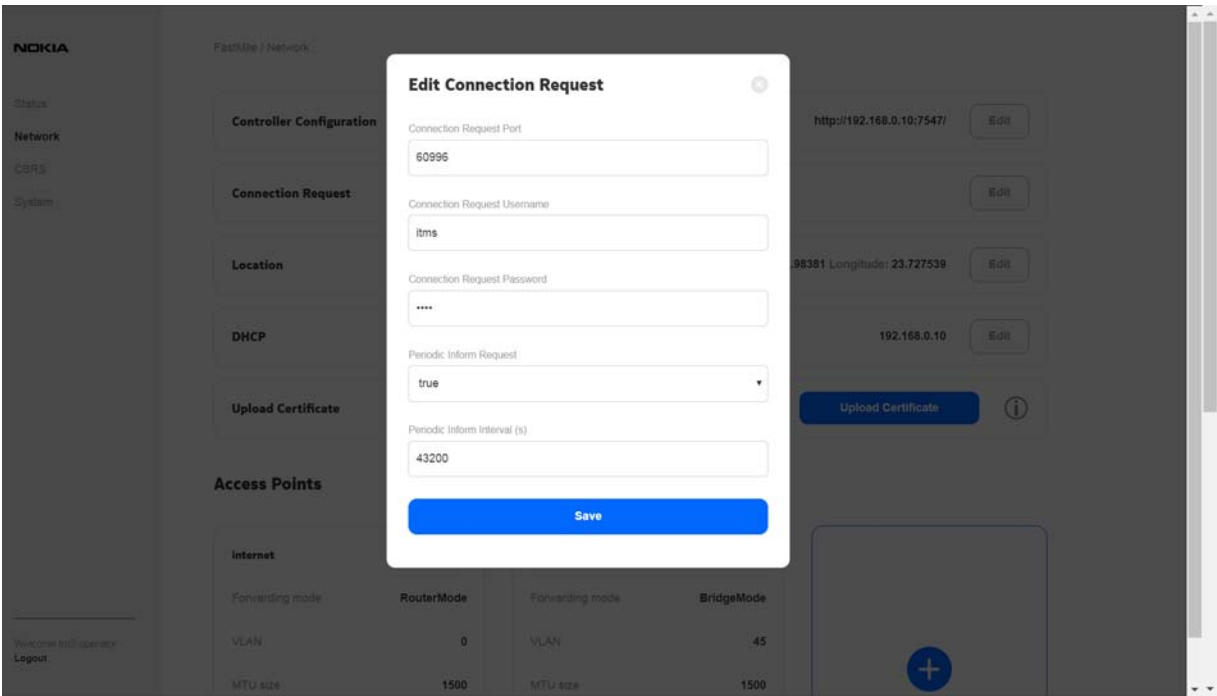 NOKIA
FastMile / Network
Status
Network
CBRS
System
Controller Configuration
http://192.168.0.10:7547/
Edit
Connection Request
Edit
Location
.98381 Longitude: 23.727539
Edit
DHCP
192.168.0.10
Edit
Upload Certificate
Upload Certificate
Edit Connection Request
Connection Request Port
60996
Connection Request Username
itms
Connection Request Password
••••
Periodic Inform Request
true
Periodic Inform Interval (s)
43200
Save
Access Points
internet
Forwarding mode RouterMode
VLAN 0
MTU size 1500
Forwarding mode BridgeMode
VLAN 45
MTU size 1500
Welcome
Logout